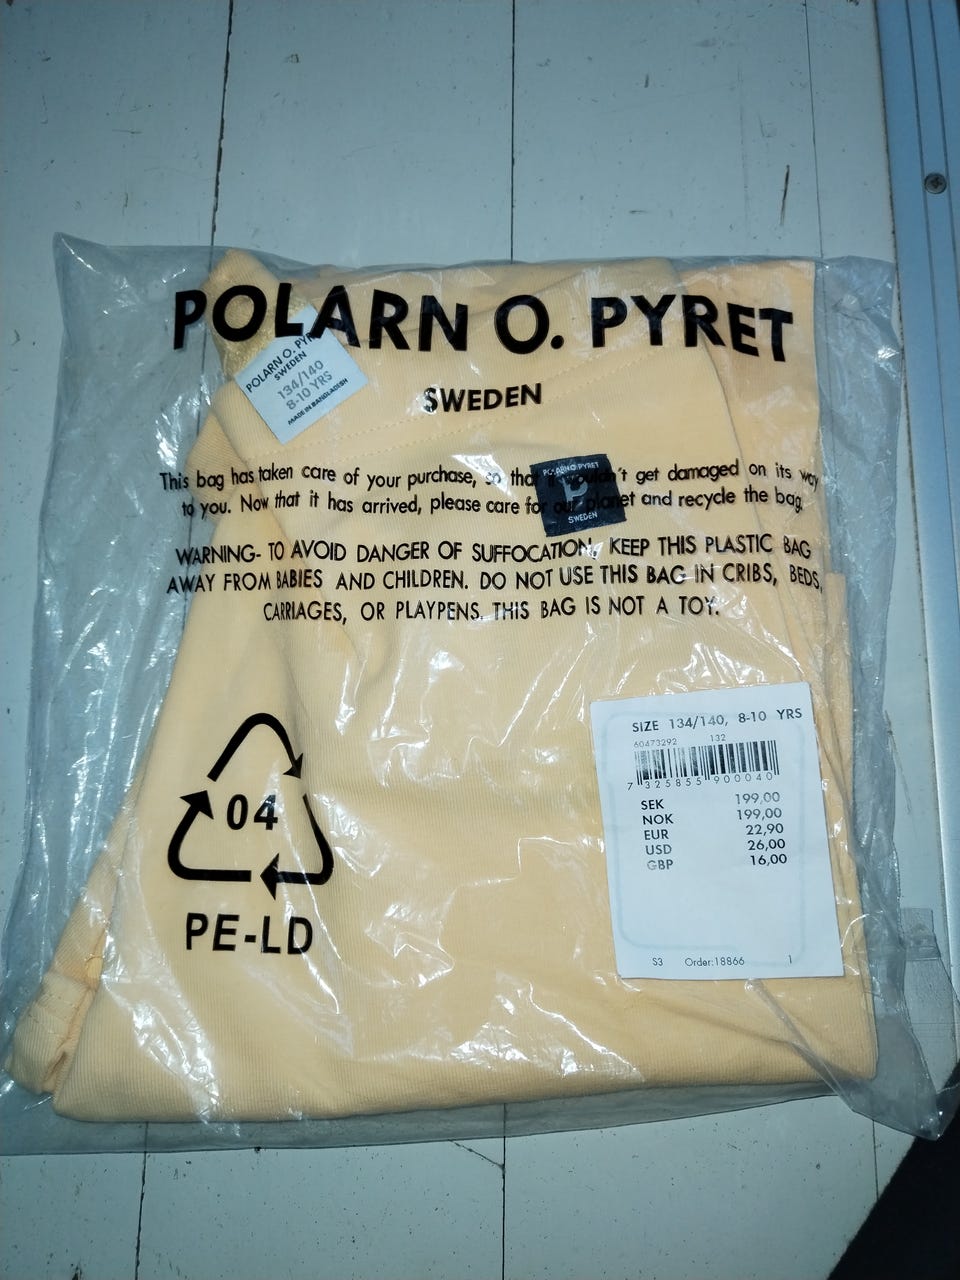 POLARN O. PYRET
SWEDEN
POLARN O. PYR
SWEDEN
134/140
8-10 YRS
MADE IN BANGLADESH
This bag has taken care of your purchase, so that it wouldn't get damaged on its way
to you. Now that it has arrived, please care for our planet and recycle the bag.
POLARN O. PYRET
P
SWEDEN
WARNING- TO AVOID DANGER OF SUFFOCATION, KEEP THIS PLASTIC BAG
AWAY FROM BABIES AND CHILDREN. DO NOT USE THIS BAG IN CRIBS, BEDS,
CARRIAGES, OR PLAYPENS. THIS BAG IS NOT A TOY.
04
PE-LD
SIZE 134/140, 8-10 YRS
60473292 132
7 325855 900040
SEK 199,00
NOK 199,00
EUR 22,90
USD 26,00
GBP 16,00
S3 Order:18866 1